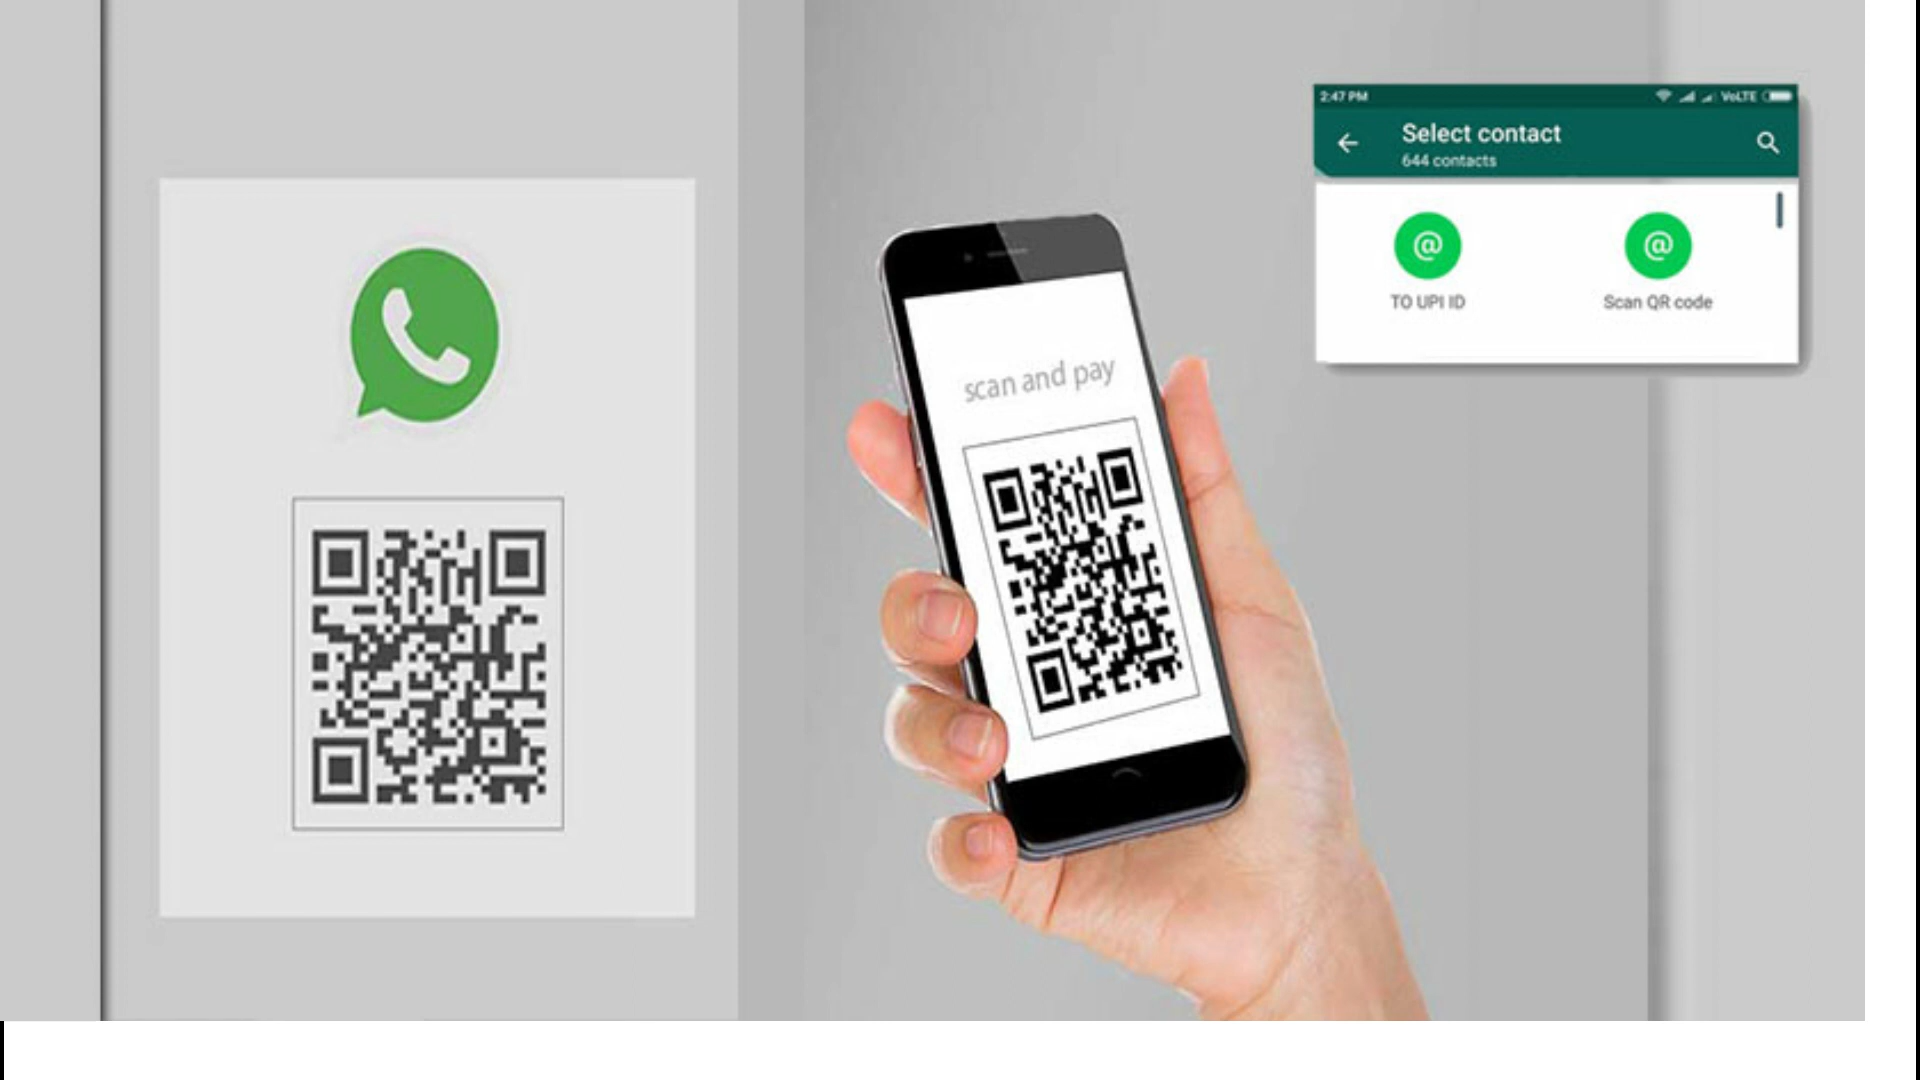 scan and pay
2:47 PM
VoLTE
Select contact
644 contacts
@
@
TO UPI ID
Scan QR code